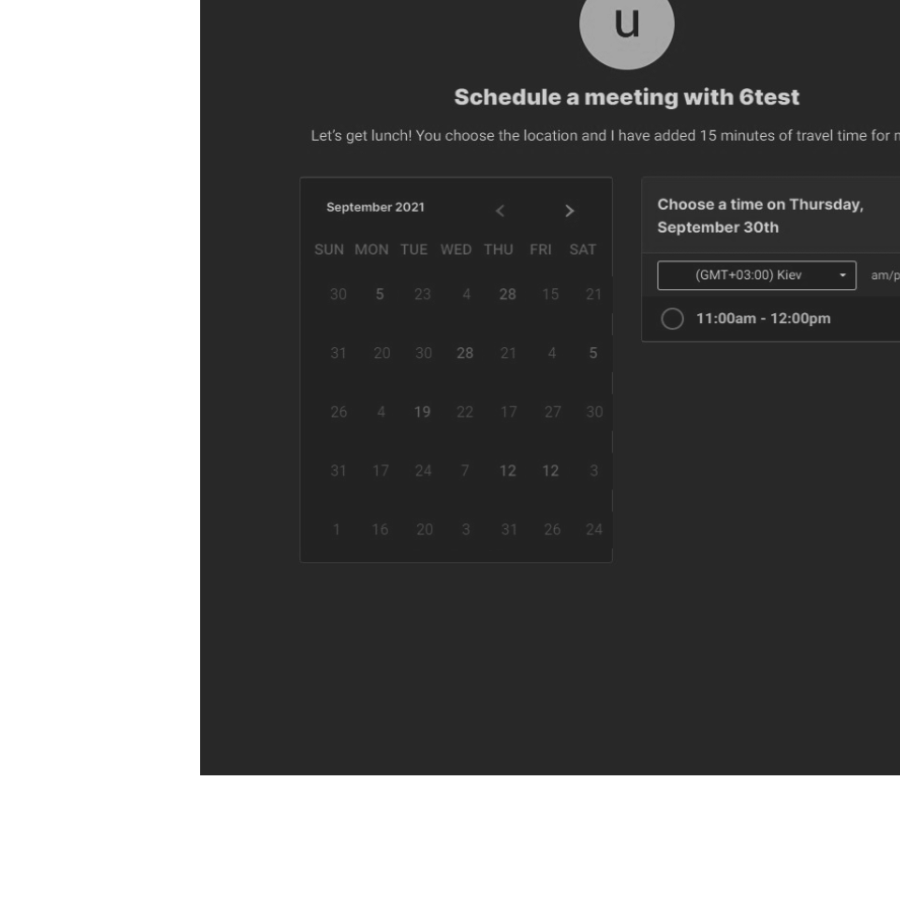 u
Schedule a meeting with 6test
Let's get lunch! You choose the location and I have added 15 minutes of travel time for
September 2021
SUN MON TUE WED THU FRI SAT
30 5 23 4 28 15 21
31 20 30 28 21 4 5
26 4 19 22 17 27 30
31 17 24 7 12 12 3
1 16 20 3 31 26 24
Choose a time on Thursday,
September 30th
(GMT+03:00) Kiev am/p
11:00am - 12:00pm